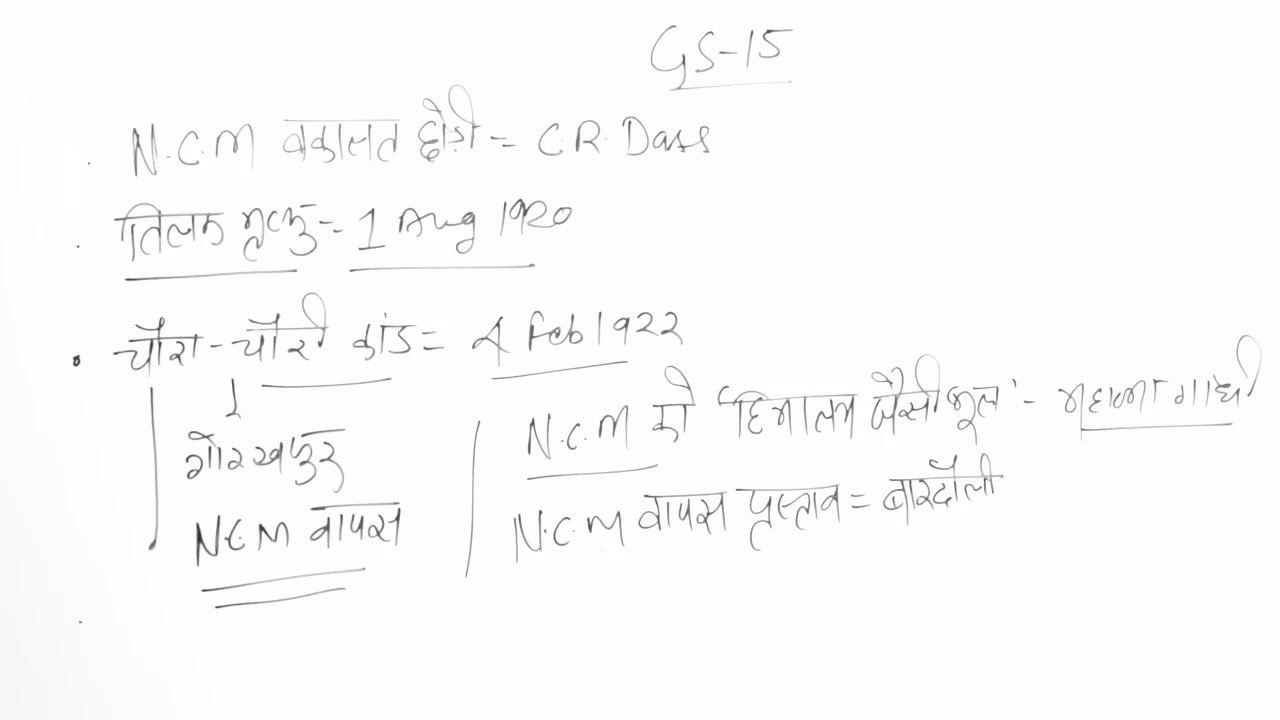 GS-15
N.C.M वकालत छोड़ी = C.R. Dass
तिलक मृत्यु = 1 Aug 1920
चौरा-चौरी कांड = 4 Feb 1922
गोरखपुर
N.C.M वापस
N.C.M को 'हिमालय जैसी भूल' - महात्मा गांधी
N.C.M वापस प्रस्ताव = बारदौली